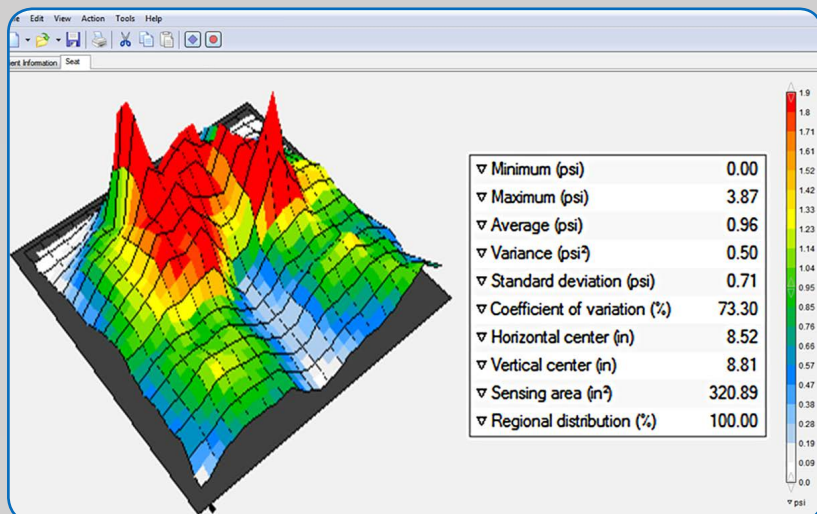 Edit View Action Tools Help
ent Information Seat
1.9
1.8
1.71
1.61
1.52
1.42
1.33
1.23
1.14
1.04
0.95
0.85
0.76
0.66
0.57
0.47
0.38
0.28
0.19
0.09
0.0
▿ psi
▿ Minimum (psi) 0.00
▿ Maximum (psi) 3.87
▿ Average (psi) 0.96
▿ Variance (psi²) 0.50
▿ Standard deviation (psi) 0.71
▿ Coefficient of variation (%) 73.30
▿ Horizontal center (in) 8.52
▿ Vertical center (in) 8.81
▿ Sensing area (in²) 320.89
▿ Regional distribution (%) 100.00